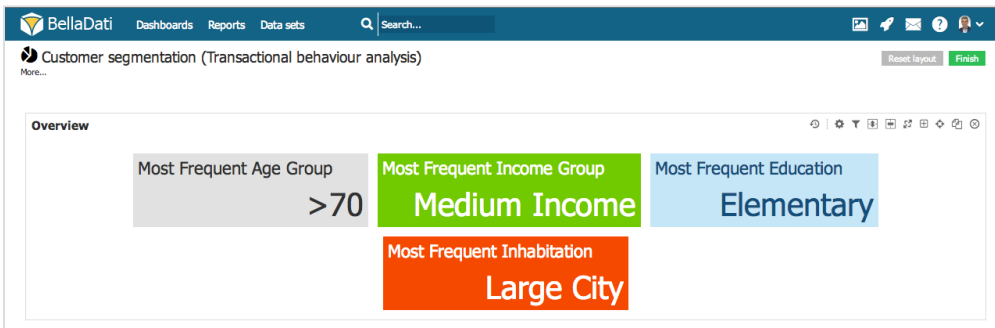 BellaDati Dashboards Reports Data sets Search...
Customer segmentation (Transactional behaviour analysis) Reset layout Finish
More...
Overview
Most Frequent Age Group
>70
Most Frequent Income Group
Medium Income
Most Frequent Education
Elementary
Most Frequent Inhabitation
Large City